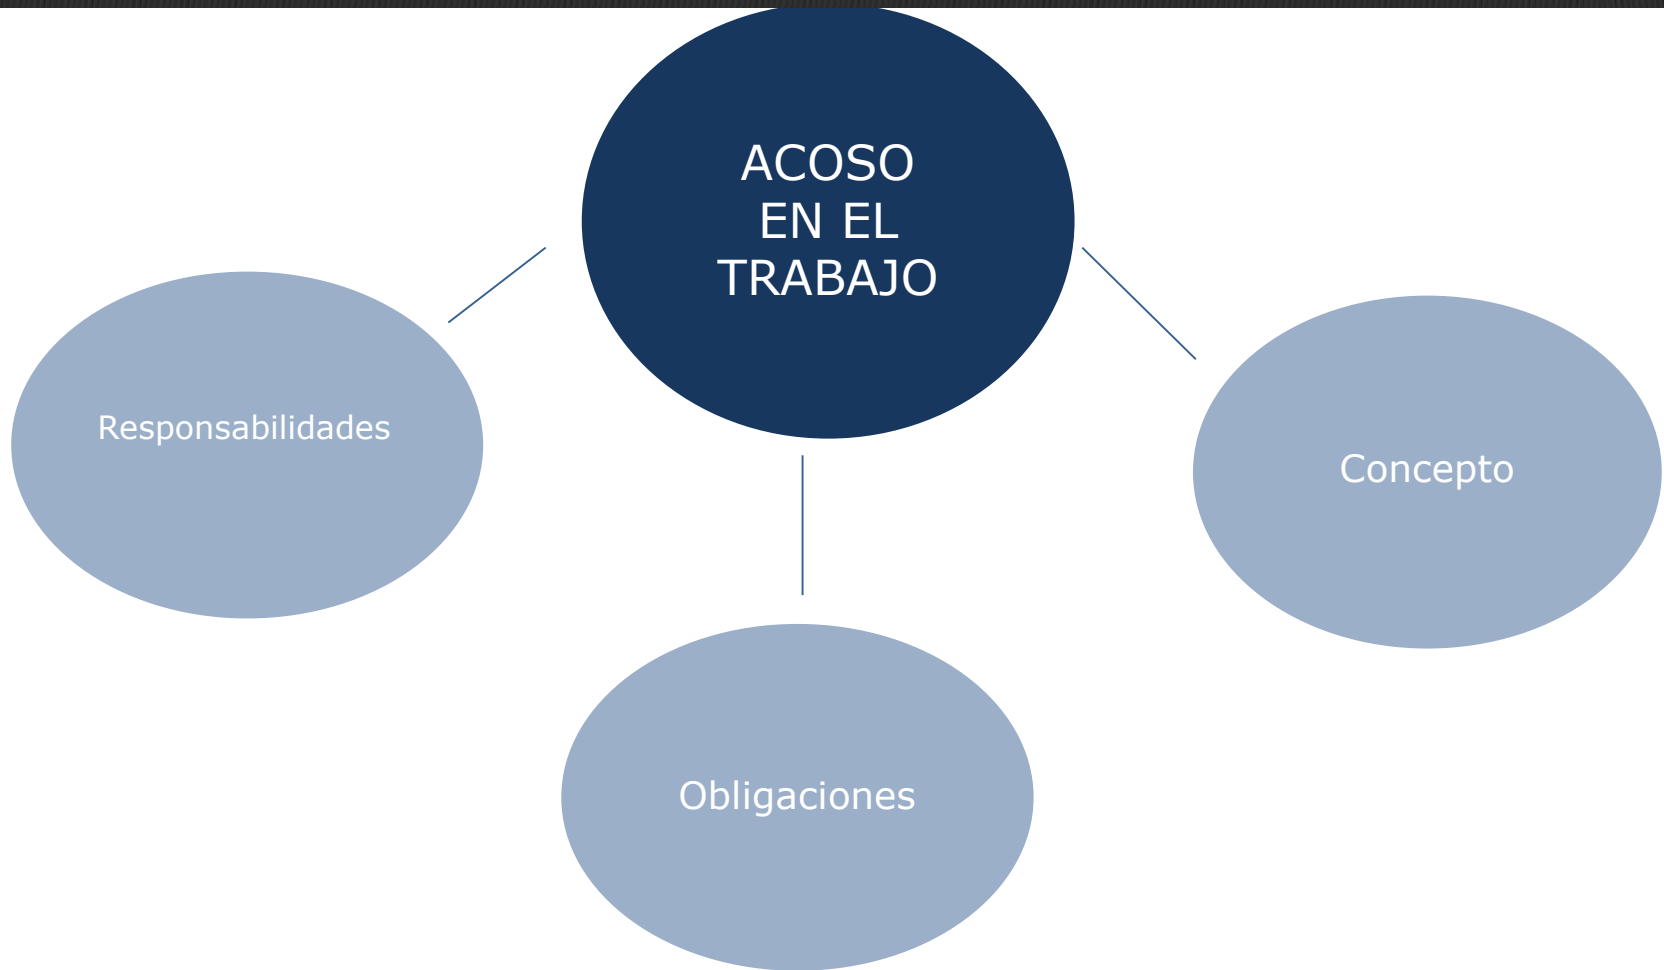 ACOSO
EN EL
TRABAJO
Responsabilidades
Concepto
Obligaciones